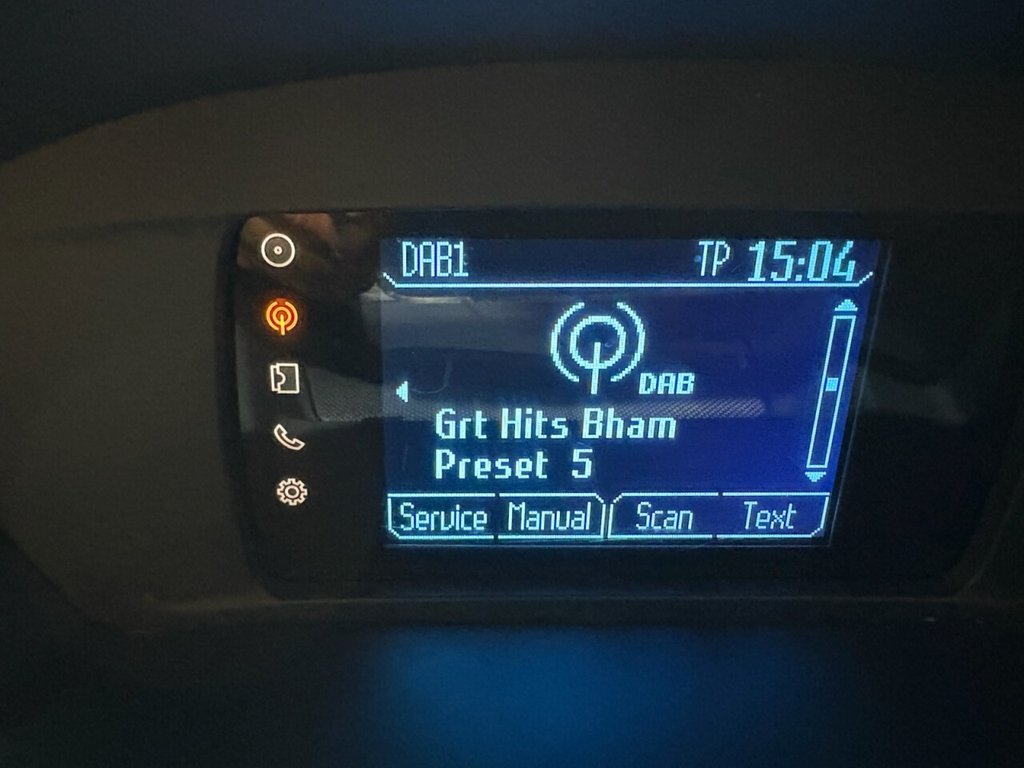 DAB1 TP 15:04
DAB
Grt Hits Bham
Preset 5
Service Manual Scan Text